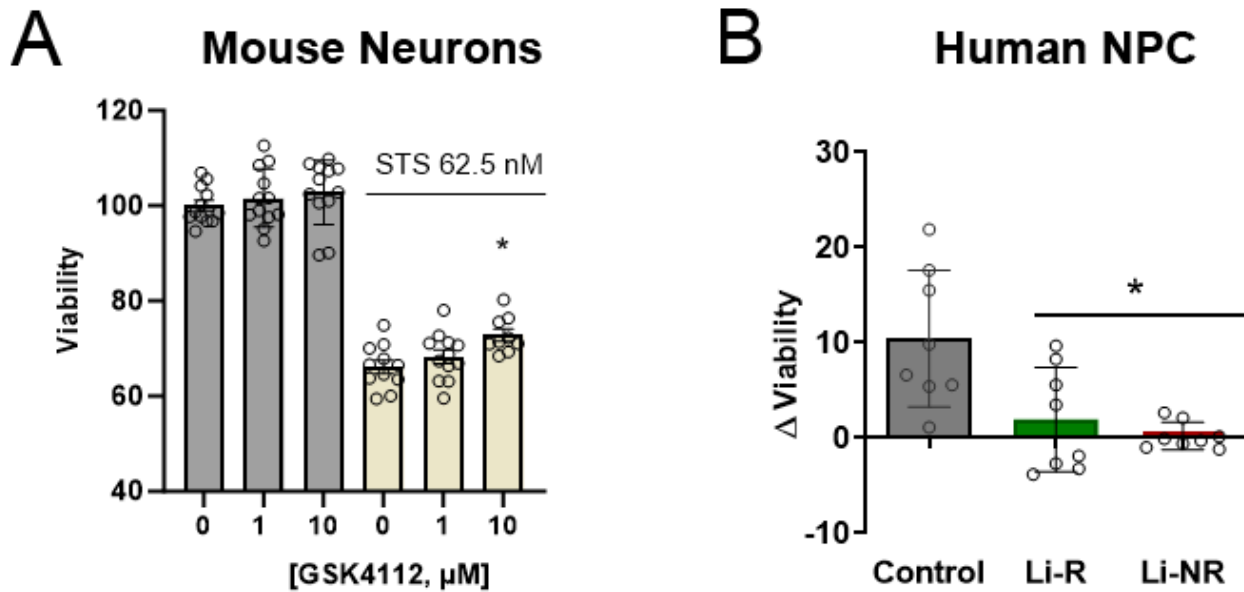 A
Mouse Neurons
120
100
80
60
40
Viability
STS 62.5 nM
*
0 1 10 0 1 10
[GSK4112, µM]
B
Human NPC
30
20
10
0
-10
Δ Viability
*
Control Li-R Li-NR